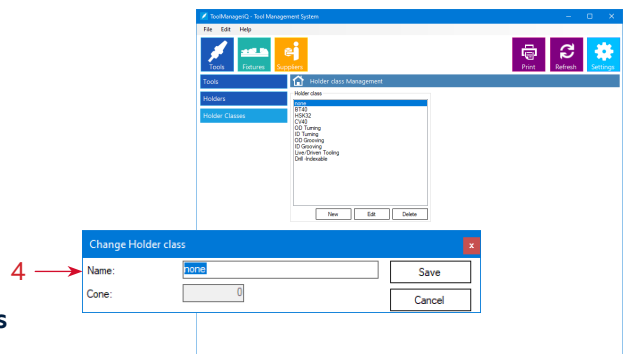 ToolManageriQ - Tool Management System
File Edit Help
Tools Fixtures Suppliers Print Refresh Settings
Tools
Holder class Management
Holders
Holder Classes
Holder class
none
BT40
HSK32
CV40
OD Turning
ID Turning
OD Grooving
ID Grooving
Live/Driven Tooling
Drill -Indexable
New Edit Delete
Change Holder class x
4
Name: none Save
Cone: 0 Cancel
s